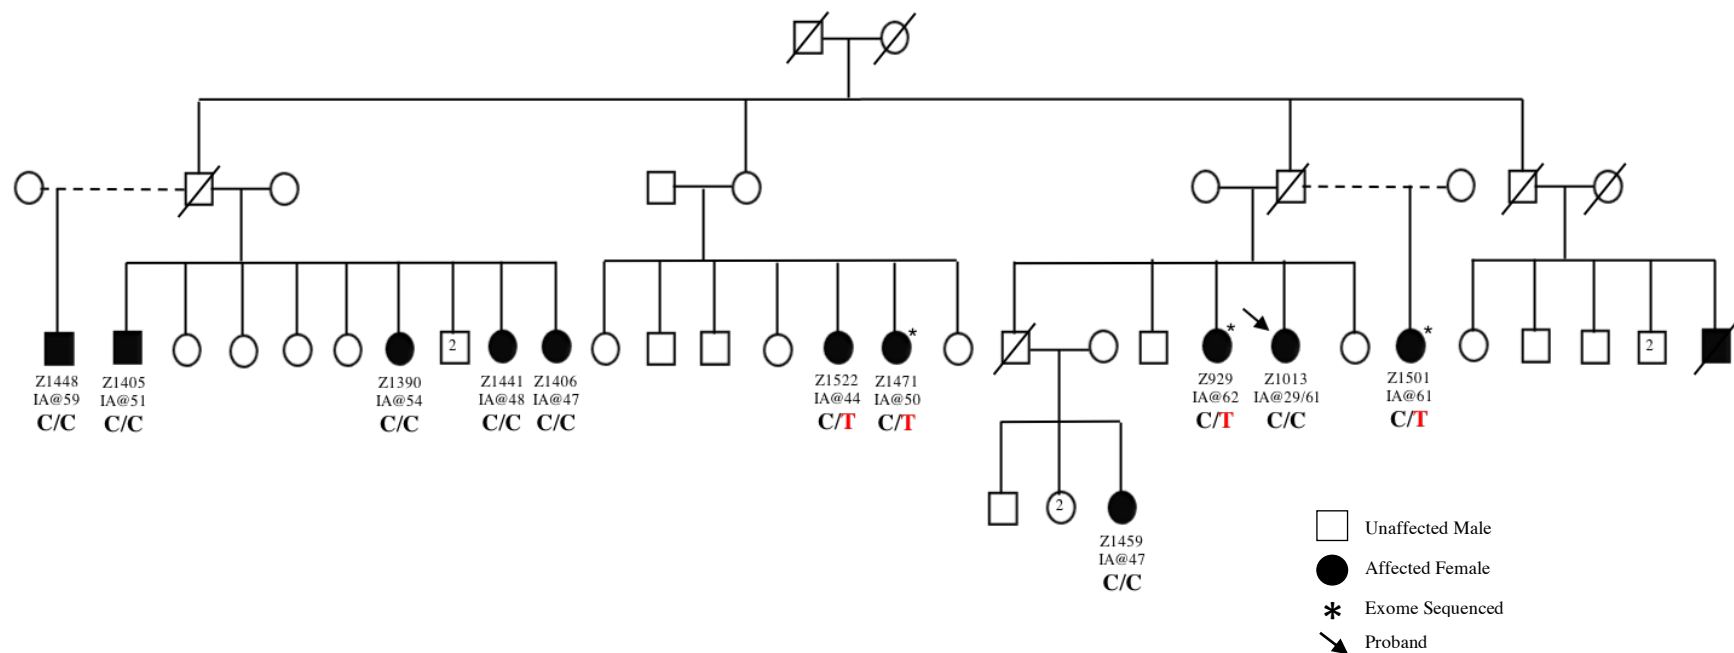 2
2
Z1448
IA@59
C/C
Z1405
IA@51
C/C
Z1390
IA@54
C/C
Z1441
IA@48
C/C
Z1406
IA@47
C/C
Z1522
IA@44
C/T
*
Z1471
IA@50
C/T
*
Z929
IA@62
C/T
Z1013
IA@29/61
C/C
*
Z1501
IA@61
C/T
2
Z1459
IA@47
C/C
Unaffected Male
Affected Female
* Exome Sequenced
Proband